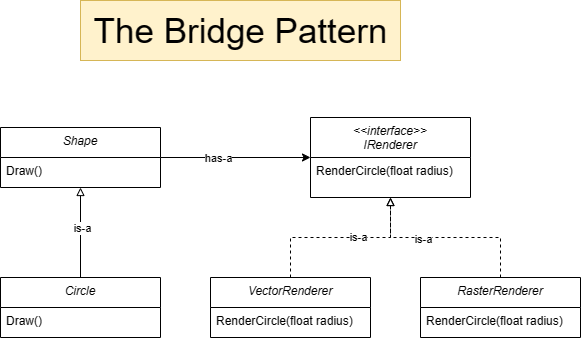 The Bridge Pattern
Shape
Draw()
has-a
<<interface>>
IRenderer
RenderCircle(float radius)
is-a
is-a
is-a
Circle
Draw()
VectorRenderer
RenderCircle(float radius)
RasterRenderer
RenderCircle(float radius)